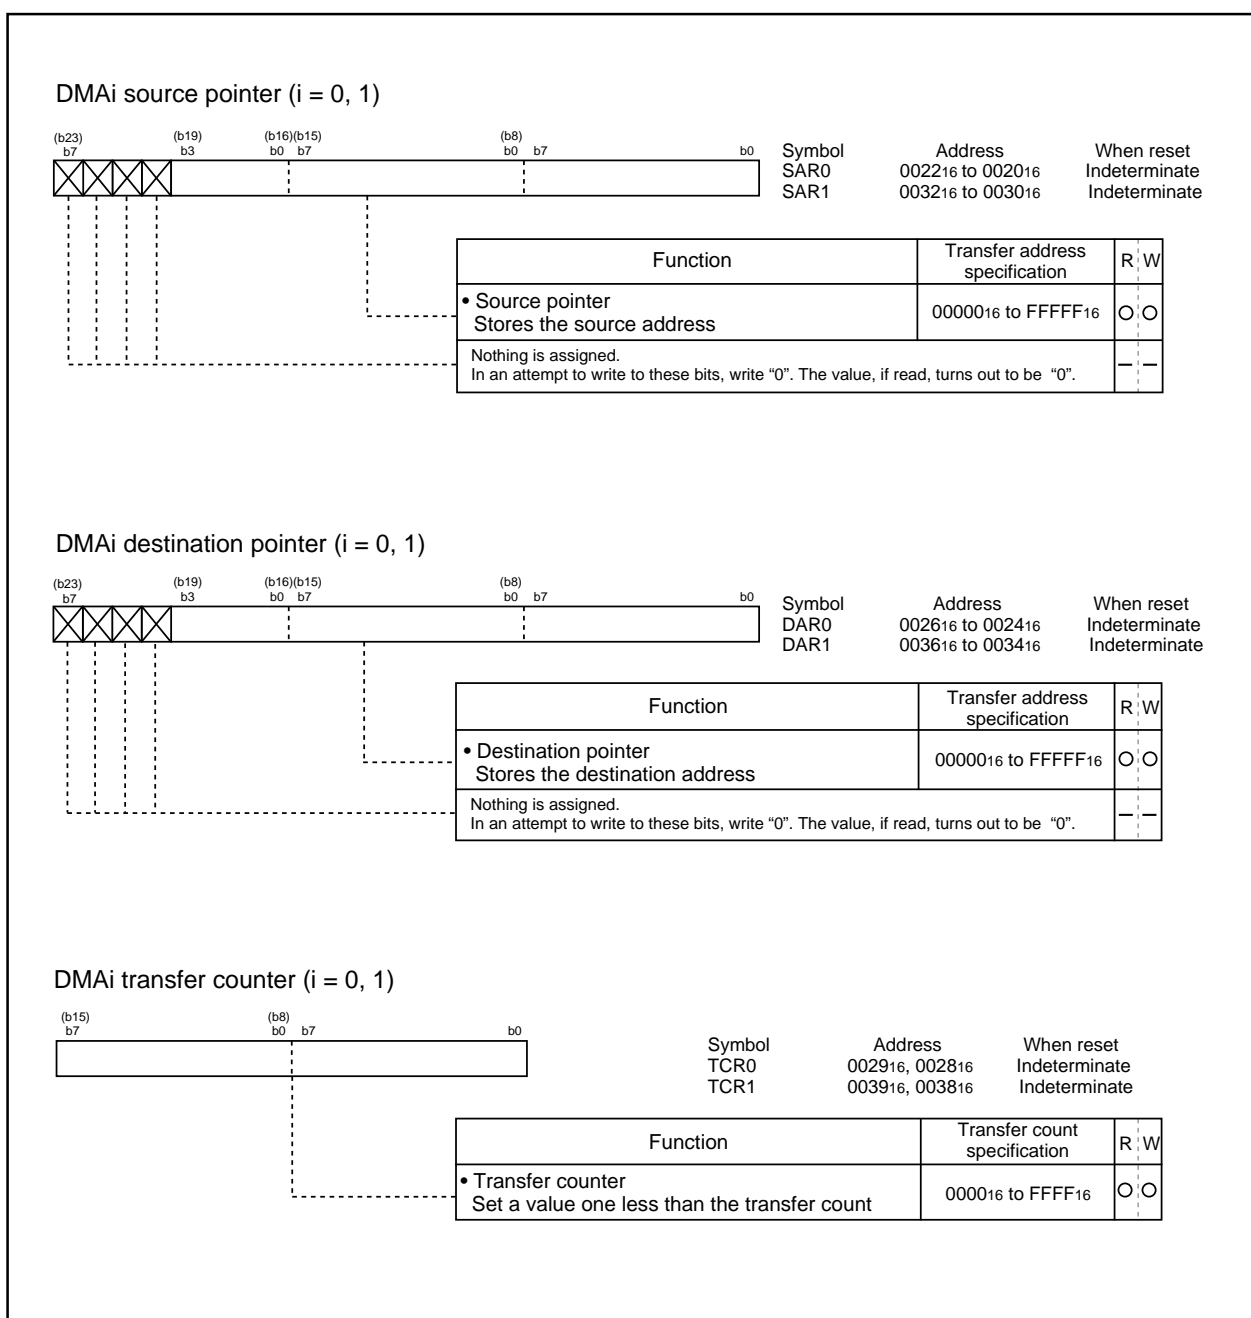 DMAi source pointer (i = 0, 1)
(b23) (b19) (b16)(b15) (b8)
b7 b3 b0 b7 b0 b7 b0
Symbol Address When reset
SAR0 002216 to 002016 Indeterminate
SAR1 003216 to 003016 Indeterminate
Function Transfer address specification R W
• Source pointer
Stores the source address 0000016 to FFFFF16
Nothing is assigned.
In an attempt to write to these bits, write “0”. The value, if read, turns out to be “0”. – –
DMAi destination pointer (i = 0, 1)
(b23) (b19) (b16)(b15) (b8)
b7 b3 b0 b7 b0 b7 b0
Symbol Address When reset
DAR0 002616 to 002416 Indeterminate
DAR1 003616 to 003416 Indeterminate
Function Transfer address specification R W
• Destination pointer
Stores the destination address 0000016 to FFFFF16
Nothing is assigned.
In an attempt to write to these bits, write “0”. The value, if read, turns out to be “0”. – –
DMAi transfer counter (i = 0, 1)
(b15) (b8)
b7 b0 b7 b0
Symbol Address When reset
TCR0 002916, 002816 Indeterminate
TCR1 003916, 003816 Indeterminate
Function Transfer count specification R W
• Transfer counter
Set a value one less than the transfer count 000016 to FFFF16